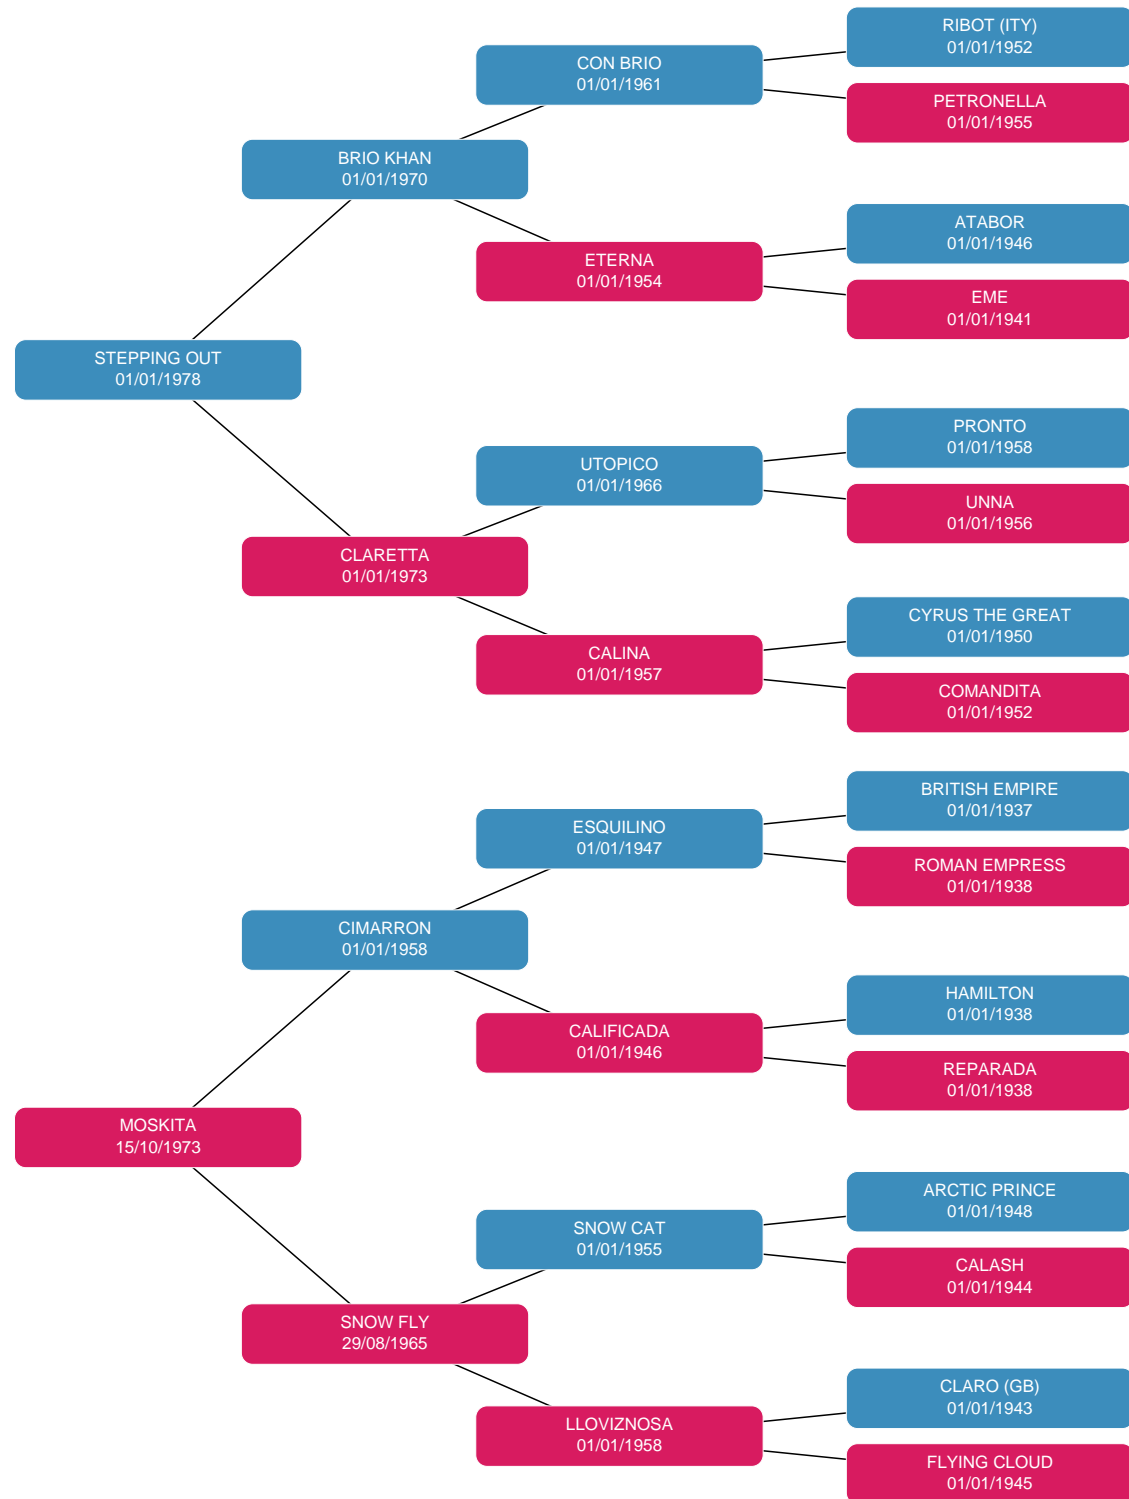 RIBOT (ITY)
01/01/1952
CON BRIO
01/01/1961
PETRONELLA
01/01/1955
BRIO KHAN
01/01/1970
ATABOR
01/01/1946
ETERNA
01/01/1954
EME
01/01/1941
STEPPING OUT
01/01/1978
PRONTO
01/01/1958
UTOPICO
01/01/1966
UNNA
01/01/1956
CLARETTA
01/01/1973
CYRUS THE GREAT
01/01/1950
CALINA
01/01/1957
COMANDITA
01/01/1952
BRITISH EMPIRE
01/01/1937
ESQUILINO
01/01/1947
ROMAN EMPRESS
01/01/1938
CIMARRON
01/01/1958
HAMILTON
01/01/1938
CALIFICADA
01/01/1946
REPARADA
01/01/1938
MOSKITA
15/10/1973
ARCTIC PRINCE
01/01/1948
SNOW CAT
01/01/1955
CALASH
01/01/1944
SNOW FLY
29/08/1965
CLARO (GB)
01/01/1943
LLOVIZNOSA
01/01/1958
FLYING CLOUD
01/01/1945